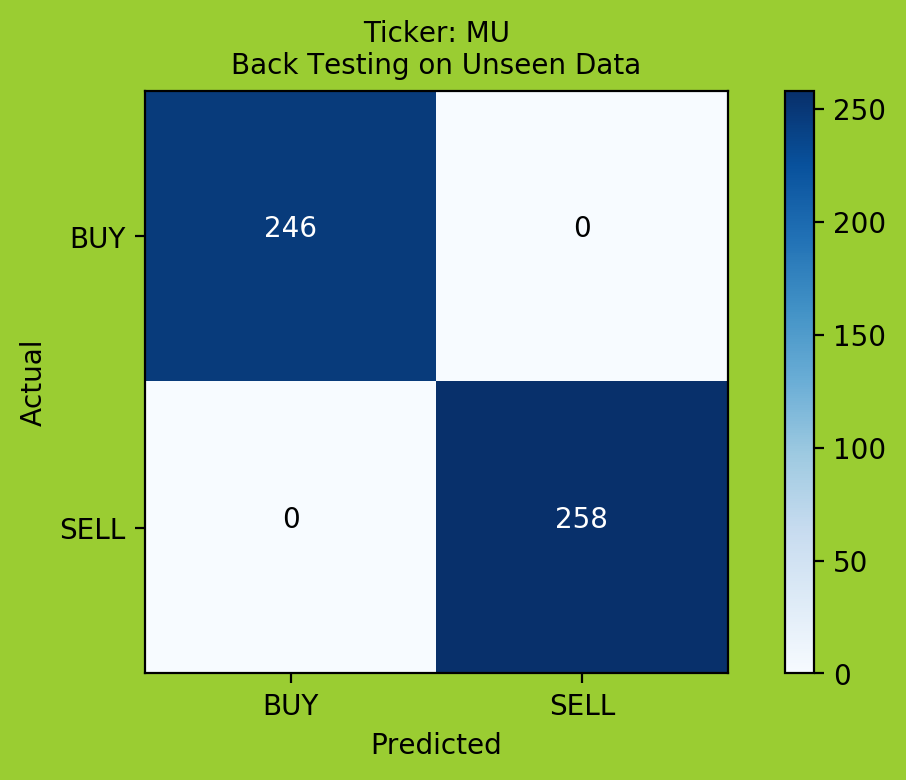 Ticker: MU
Back Testing on Unseen Data
BUY
246
0
SELL
0
258
BUY
SELL
Predicted
Actual
250
200
150
100
50
0